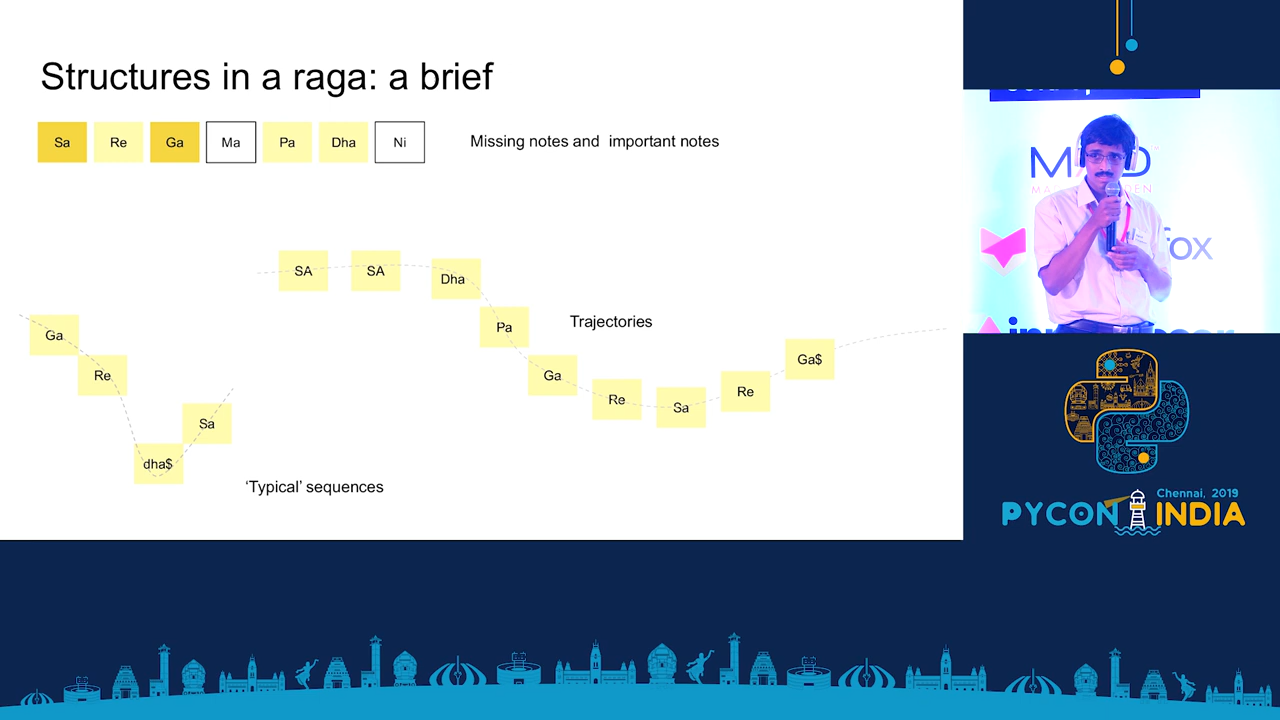 Structures in a raga: a brief
Sa Re Ga Ma Pa Dha Ni
Missing notes and important notes
SA SA Dha
Pa
Ga
Re
Sa
Re
Ga$
Trajectories
Ga
Re
dha$
Sa
‘Typical’ sequences
Chennai, 2019
PYCON INDIA